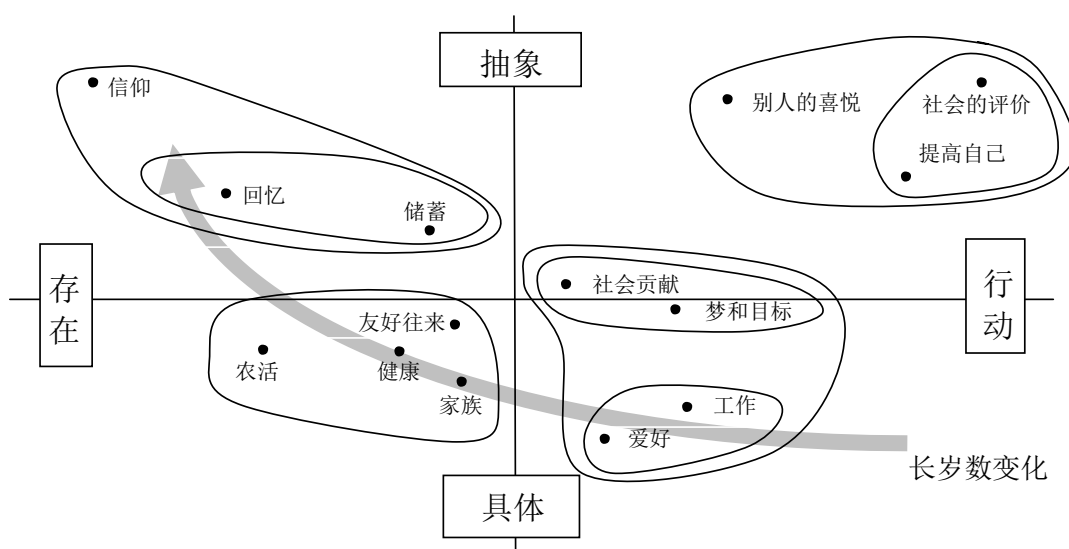 抽象
信仰
别人的喜悦
社会的评价
提高自己
回忆
储蓄
存在
行动
社会贡献
梦和目标
友好往来
农活
健康
家族
工作
爱好
长岁数变化
具体